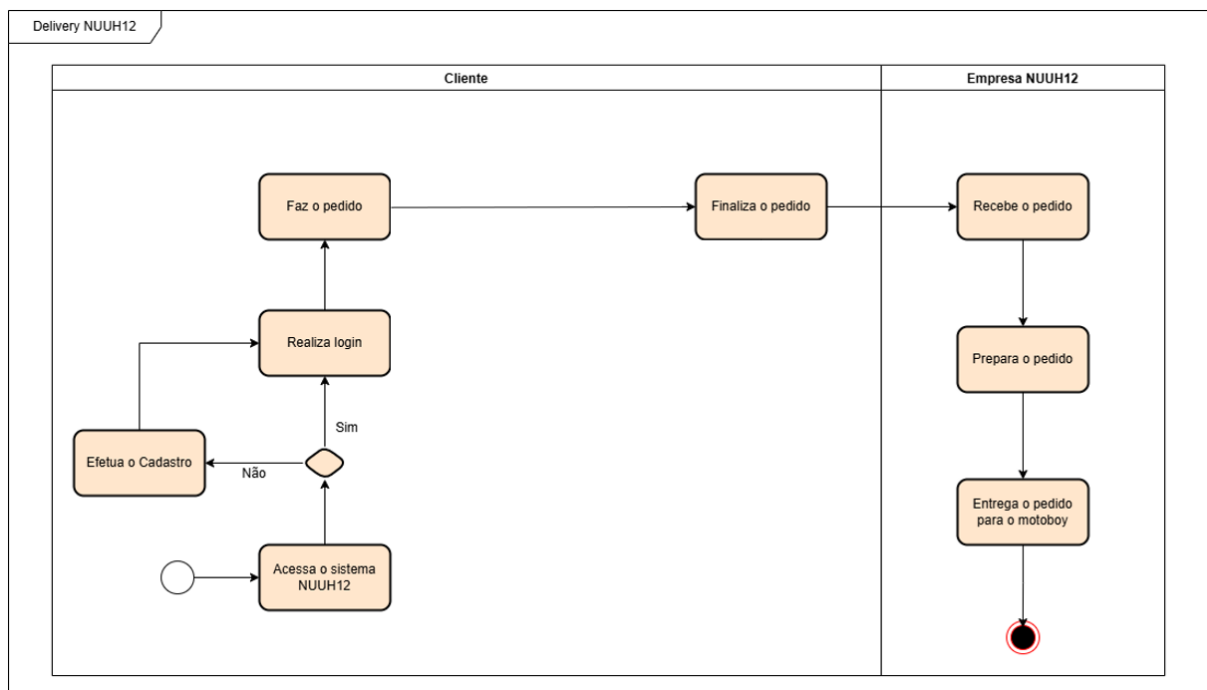 Delivery NUUH12
Cliente
Empresa NUUH12
Faz o pedido
Finaliza o pedido
Recebe o pedido
Realiza login
Prepara o pedido
Sim
Efetua o Cadastro
Não
Entrega o pedido
para o motoboy
Acessa o sistema
NUUH12